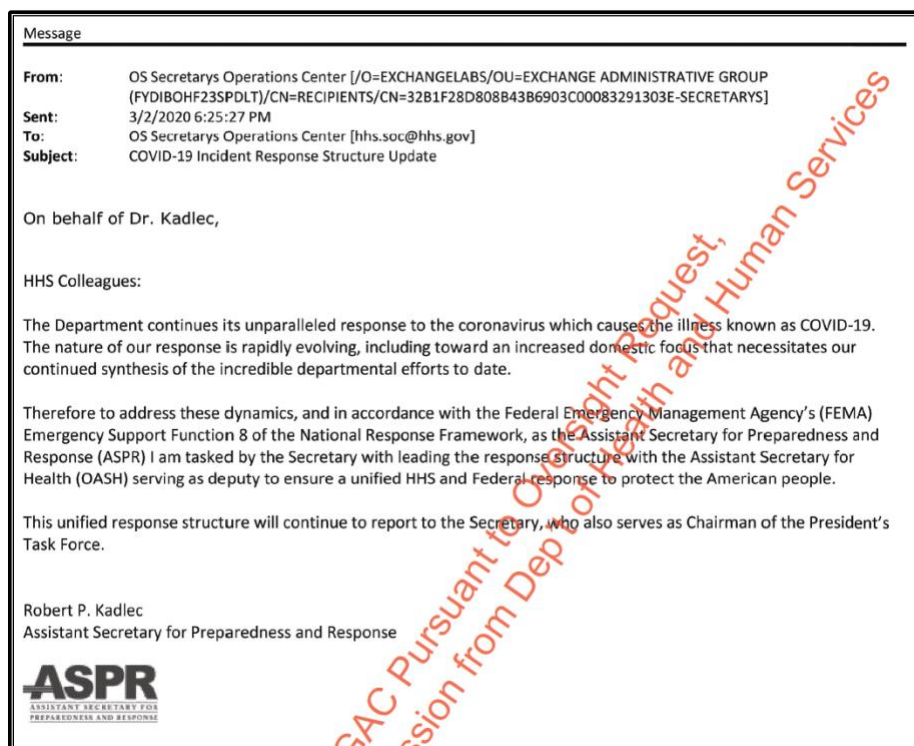 Message
From: OS Secretarys Operations Center [/O=EXCHANGELABS/OU=EXCHANGE ADMINISTRATIVE GROUP
(FYDIBOHF23SPDLT)/CN=RECIPIENTS/CN=32B1F28D808B43B6903C00083291303E-SECRETARYS]
Sent: 3/2/2020 6:25:27 PM
To: OS Secretarys Operations Center [hhs.soc@hhs.gov]
Subject: COVID-19 Incident Response Structure Update
On behalf of Dr. Kadlec,
HHS Colleagues:
The Department continues its unparalleled response to the coronavirus which causes the illness known as COVID-19.
The nature of our response is rapidly evolving, including toward an increased domestic focus that necessitates our
continued synthesis of the incredible departmental efforts to date.
Therefore to address these dynamics, and in accordance with the Federal Emergency Management Agency's (FEMA)
Emergency Support Function 8 of the National Response Framework, as the Assistant Secretary for Preparedness and
Response (ASPR) I am tasked by the Secretary with leading the response structure with the Assistant Secretary for
Health (OASH) serving as deputy to ensure a unified HHS and Federal response to protect the American people.
This unified response structure will continue to report to the Secretary, who also serves as Chairman of the President's
Task Force.
Robert P. Kadlec
Assistant Secretary for Preparedness and Response
ASPR
ASSISTANT SECRETARY FOR
PREPAREDNESS AND RESPONSE
GAC Pursuant to Oversight Request,
ssion from Dep't of Health and Human Services